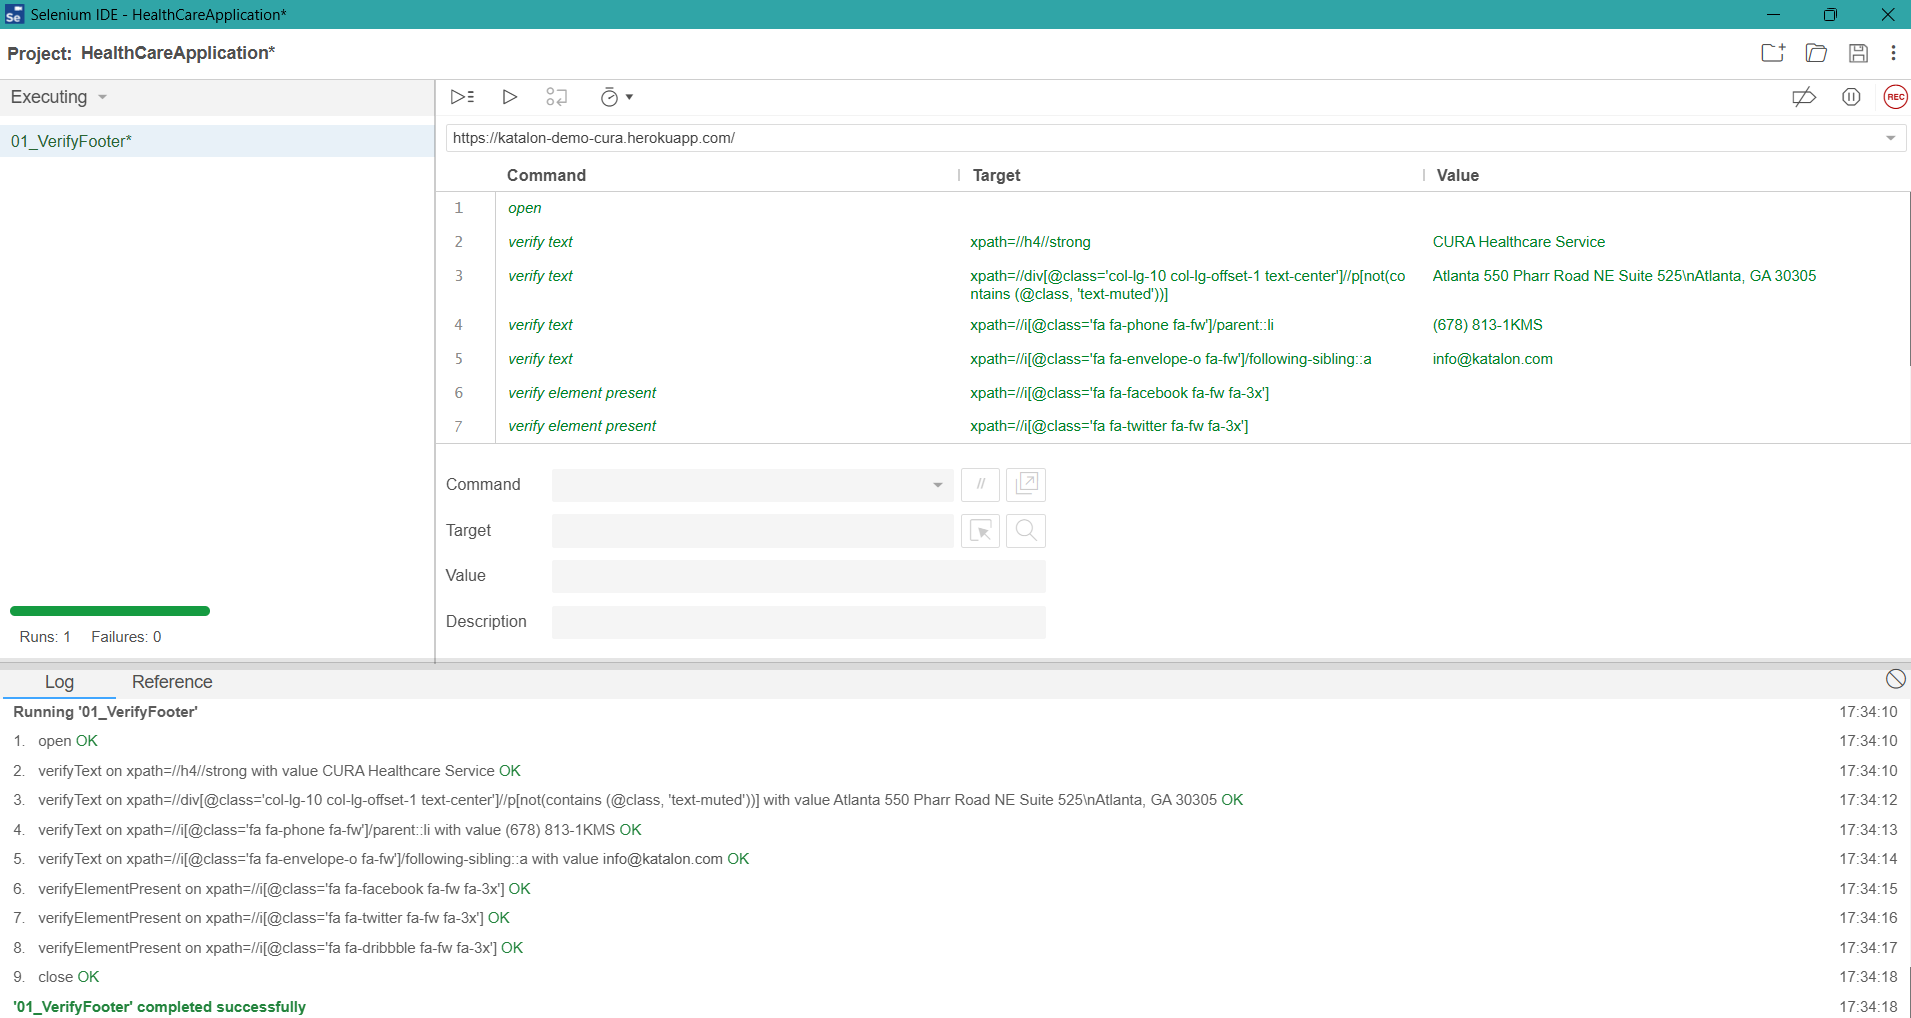 Se Selenium IDE - HealthCareApplication*
Project: HealthCareApplication*
Executing
REC
01_VerifyFooter*
https://katalon-demo-cura.herokuapp.com/
Command Target Value
1 open
2 verify text xpath=//h4//strong CURA Healthcare Service
3 verify text xpath=//div[@class='col-lg-10 col-lg-offset-1 text-center']//p[not(co Atlanta 550 Pharr Road NE Suite 525\nAtlanta, GA 30305
ntains (@class, 'text-muted'))]
4 verify text xpath=//i[@class='fa fa-phone fa-fw']/parent::li (678) 813-1KMS
5 verify text xpath=//i[@class='fa fa-envelope-o fa-fw']/following-sibling::a info@katalon.com
6 verify element present xpath=//i[@class='fa fa-facebook fa-fw fa-3x']
7 verify element present xpath=//i[@class='fa fa-twitter fa-fw fa-3x']
Command //
Target
Value
Description
Runs: 1 Failures: 0
Log Reference
Running '01_VerifyFooter' 17:34:10
1. open OK 17:34:10
2. verifyText on xpath=//h4//strong with value CURA Healthcare Service OK 17:34:10
3. verifyText on xpath=//div[@class='col-lg-10 col-lg-offset-1 text-center']//p[not(contains (@class, 'text-muted'))] with value Atlanta 550 Pharr Road NE Suite 525\nAtlanta, GA 30305 OK 17:34:12
4. verifyText on xpath=//i[@class='fa fa-phone fa-fw']/parent::li with value (678) 813-1KMS OK 17:34:13
5. verifyText on xpath=//i[@class='fa fa-envelope-o fa-fw']/following-sibling::a with value info@katalon.com OK 17:34:14
6. verifyElementPresent on xpath=//i[@class='fa fa-facebook fa-fw fa-3x'] OK 17:34:15
7. verifyElementPresent on xpath=//i[@class='fa fa-twitter fa-fw fa-3x'] OK 17:34:16
8. verifyElementPresent on xpath=//i[@class='fa fa-dribbble fa-fw fa-3x'] OK 17:34:17
9. close OK 17:34:18
'01_VerifyFooter' completed successfully 17:34:18